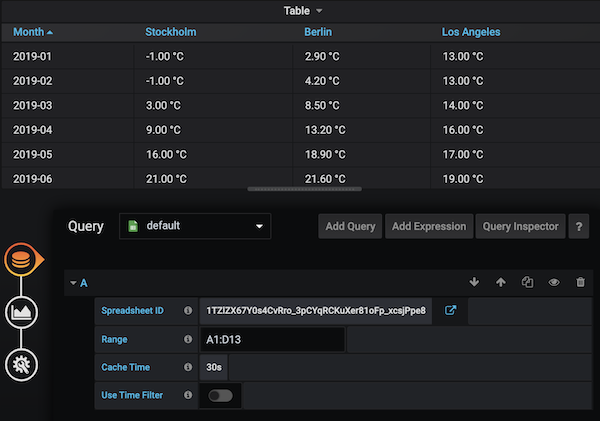 Table
Month Stockholm Berlin Los Angeles
2019-01 -1.00 °C 2.90 °C 13.00 °C
2019-02 -1.00 °C 4.20 °C 13.00 °C
2019-03 3.00 °C 8.50 °C 14.00 °C
2019-04 9.00 °C 13.20 °C 16.00 °C
2019-05 16.00 °C 18.90 °C 17.00 °C
2019-06 21.00 °C 21.60 °C 19.00 °C
Query default Add Query Add Expression Query Inspector ?
A
Spreadsheet ID 1TZlZX67Y0s4CvRro_3pCYqRCKuXer81oFp_xcsjPpe8
Range A1:D13
Cache Time 30s
Use Time Filter